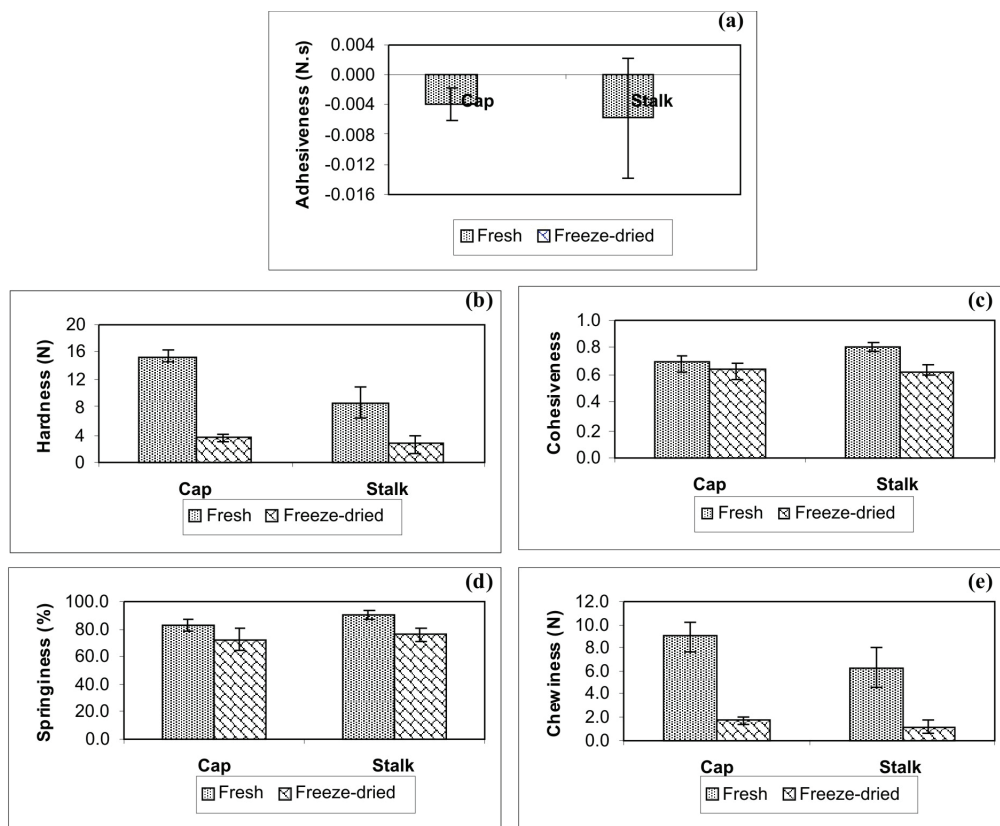 (a)
Adhesiveness (N.s)
0.004
0.000
-0.004
-0.008
-0.012
-0.016
Cap Stalk
Fresh Freeze-dried
(b)
Hardness (N)
20
16
12
8
4
0
Cap Stalk
Fresh Freeze-dried
(c)
Cohesiveness
1.0
0.8
0.6
0.4
0.2
0.0
Cap Stalk
Fresh Freeze-dried
(d)
Springiness (%)
100.0
80.0
60.0
40.0
20.0
0.0
Cap Stalk
Fresh Freeze-dried
(e)
Chewiness (N)
12.0
10.0
8.0
6.0
4.0
2.0
0.0
Cap Stalk
Fresh Freeze-dried